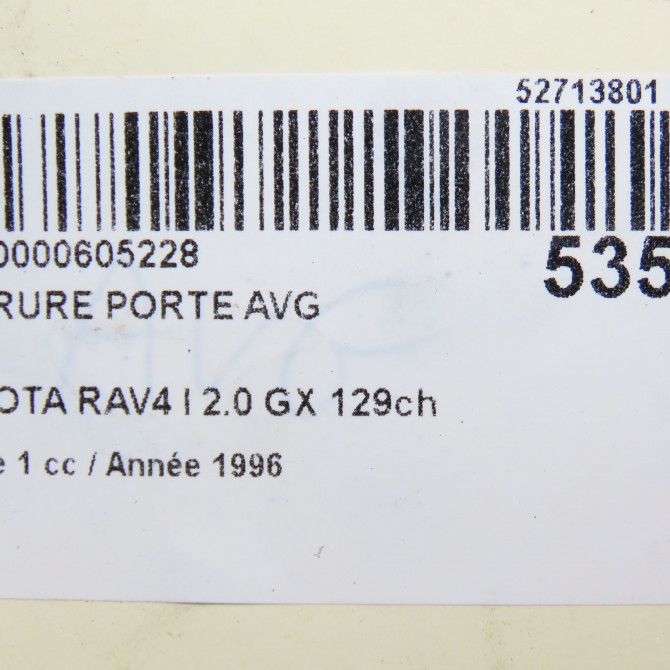 52713801
0000605228
535
RURE PORTE AVG
OTA RAV4 I 2.0 GX 129ch
e 1 cc / Année 1996